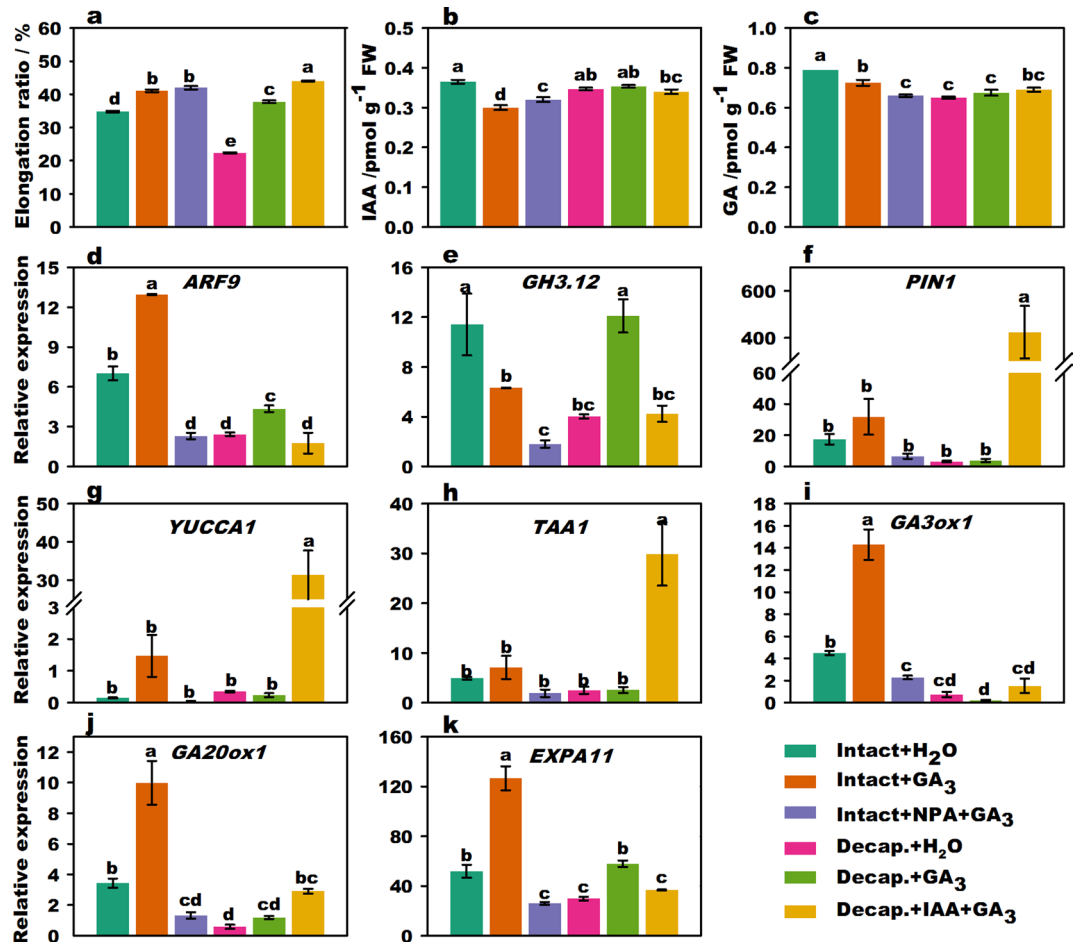 a
Elongation ratio / %
60
50
40
30
20
10
0
d b b e c a
b
IAA /pmol g⁻¹ FW
0.5
0.4
0.3
0.2
0.1
0.0
a d c ab ab bc
c
GA /pmol g⁻¹ FW
1.0
0.8
0.6
0.4
0.2
0.0
a b c c c bc
d
ARF9
Relative expression
15
12
9
6
3
0
b a d d c d
e
GH3.12
16
12
8
4
0
a b c bc a bc
f
PIN1
600
400
60
40
20
0
b b b b b a
g
YUCCA1
Relative expression
50
40
30
3
2
1
0
b b b b b a
h
TAA1
40
30
20
10
0
b b b b b a
i
GA3ox1
18
16
14
12
10
8
6
4
2
0
b a c cd d cd
j
GA20ox1
Relative expression
12
10
8
6
4
2
0
b a cd d cd bc
k
EXPA11
160
120
80
40
0
b a c c b c
Intact+H₂O
Intact+GA₃
Intact+NPA+GA₃
Decap.+H₂O
Decap.+GA₃
Decap.+IAA+GA₃